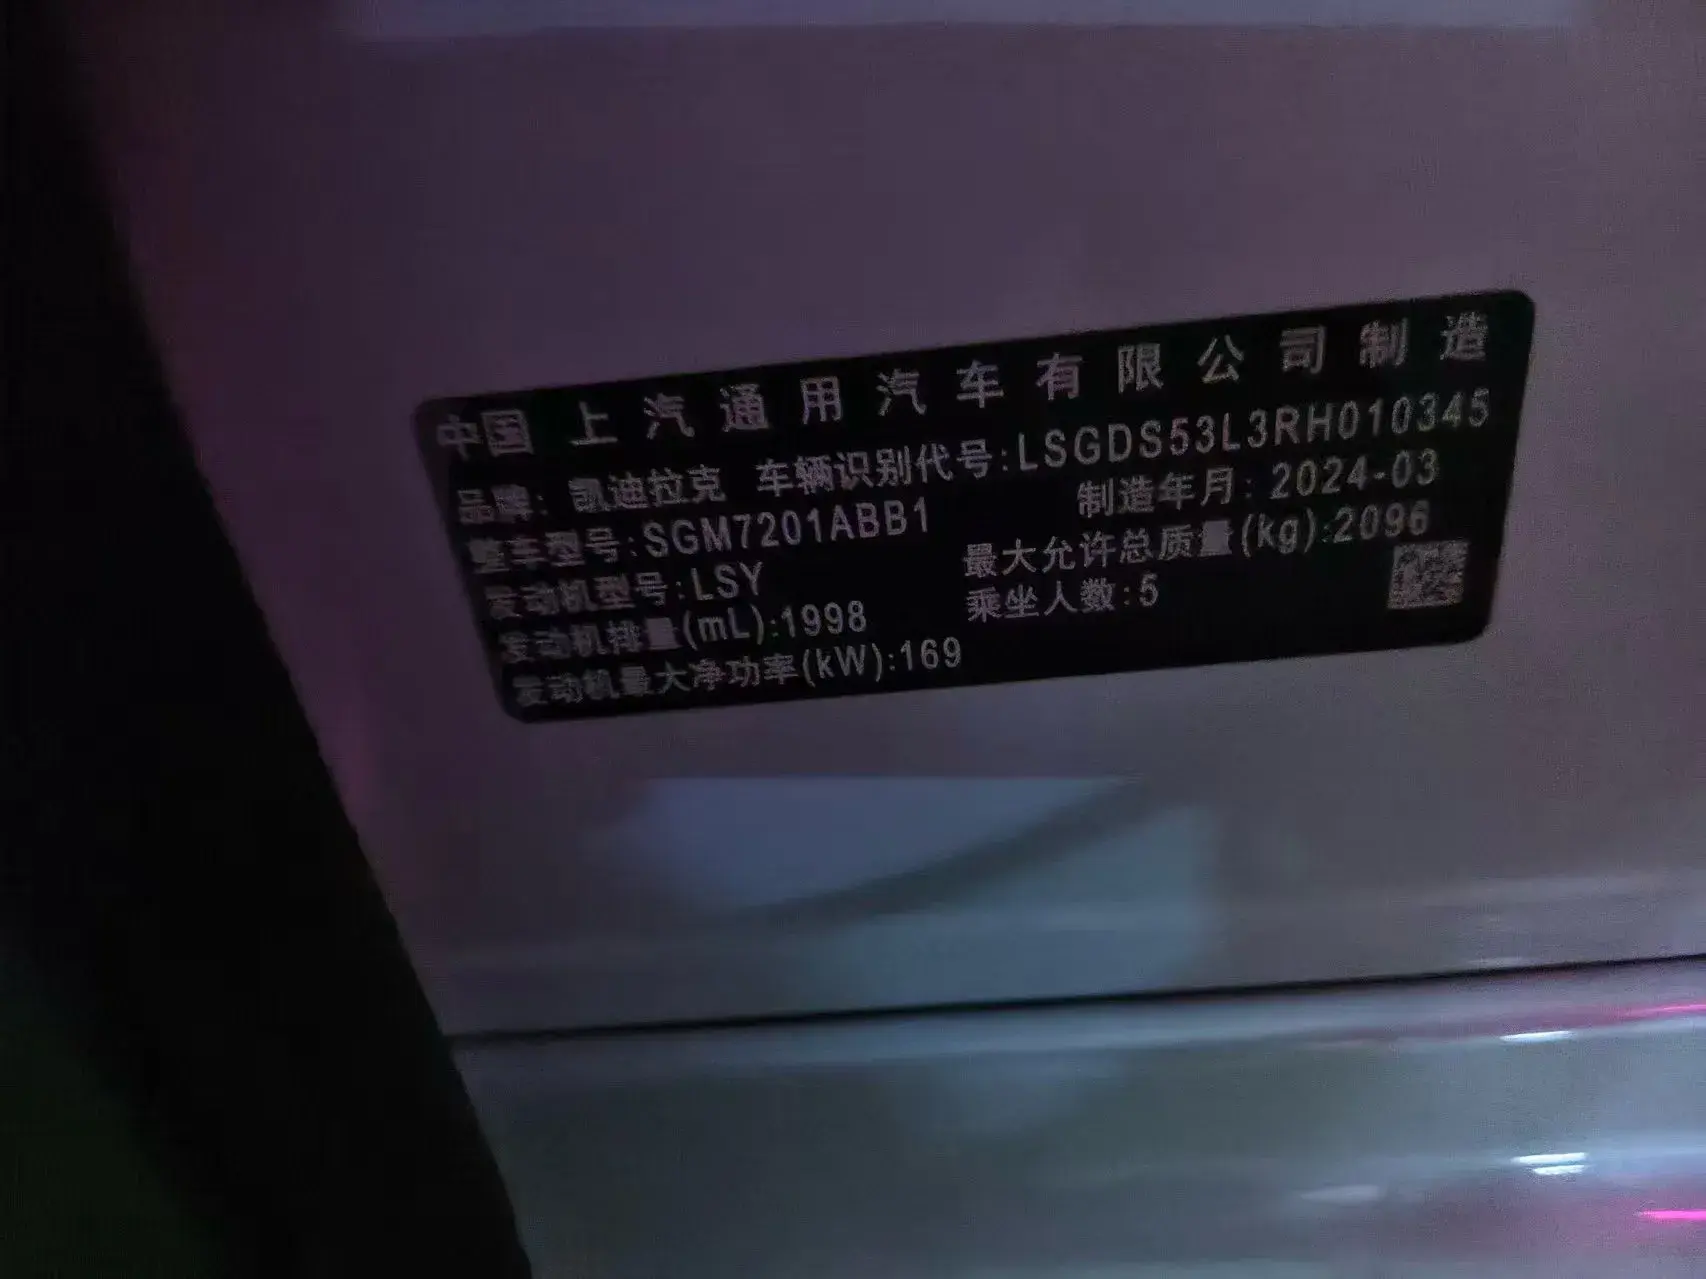 中国上汽通用汽车有限公司制造
品牌: 凯迪拉克 车辆识别代号:LSGDS53L3RH010345
整车型号:SGM7201ABB1 制造年月: 2024-03
发动机型号:LSY 最大允许总质量(kg):2096
发动机排量(mL):1998 乘坐人数:5
发动机最大净功率(kW):169